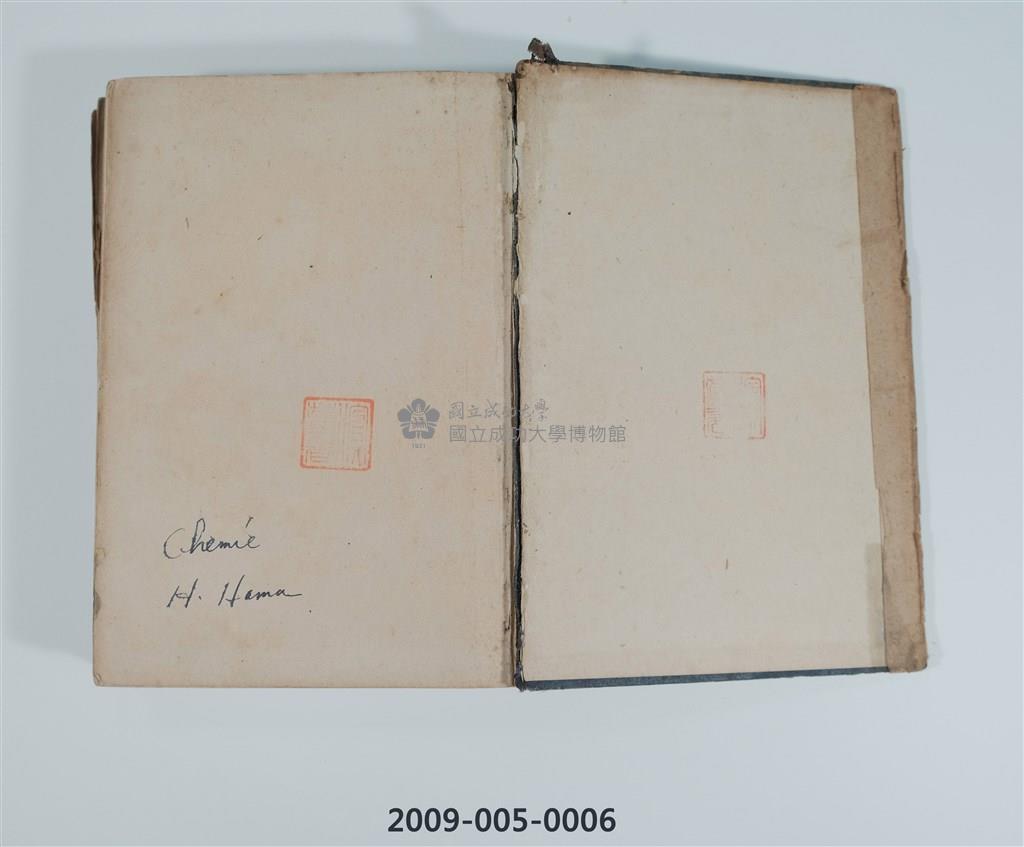 Chemie
H. Hama
國立成功大學
國立成功大學博物館
1931
2009-005-0006